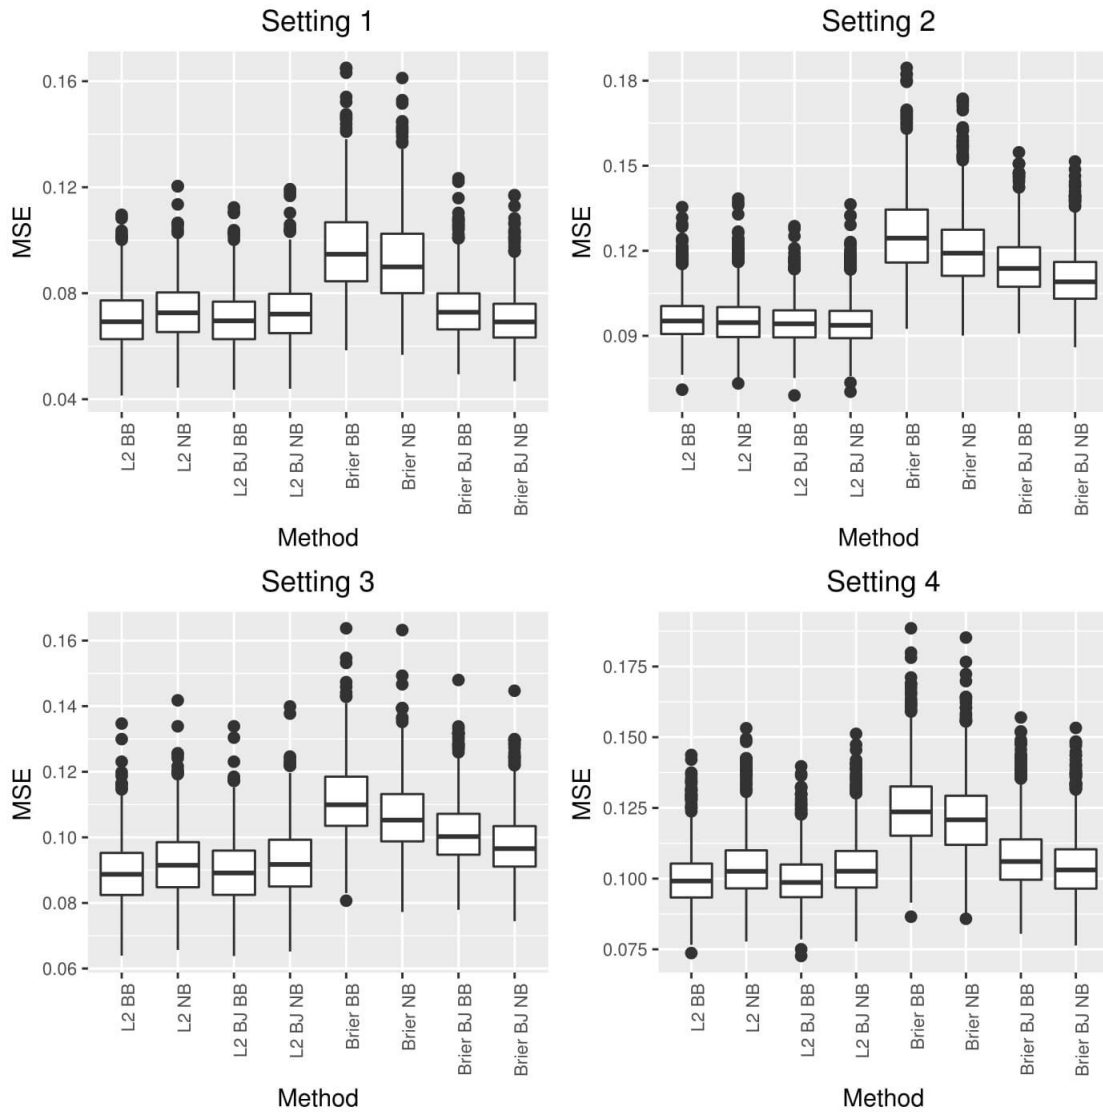 Setting 1
MSE
0.16
0.12
0.08
0.04
L2 BB
L2 NB
L2 BJ BB
L2 BJ NB
Brier BB
Brier NB
Brier BJ BB
Brier BJ NB
Method
Setting 2
MSE
0.18
0.15
0.12
0.09
L2 BB
L2 NB
L2 BJ BB
L2 BJ NB
Brier BB
Brier NB
Brier BJ BB
Brier BJ NB
Method
Setting 3
MSE
0.16
0.14
0.12
0.10
0.08
0.06
L2 BB
L2 NB
L2 BJ BB
L2 BJ NB
Brier BB
Brier NB
Brier BJ BB
Brier BJ NB
Method
Setting 4
MSE
0.175
0.150
0.125
0.100
0.075
L2 BB
L2 NB
L2 BJ BB
L2 BJ NB
Brier BB
Brier NB
Brier BJ BB
Brier BJ NB
Method